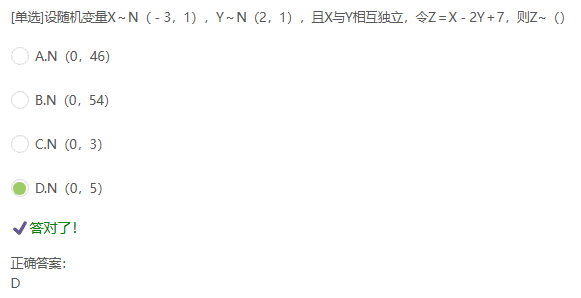 [单选]设随机变量X～N（－3，1），Y～N（2，1），且X与Y相互独立，令Z＝X－2Y＋7，则Z~（）
A.N（0，46）
B.N（0，54）
C.N（0，3）
D.N（0，5）
答对了!
正确答案：
D